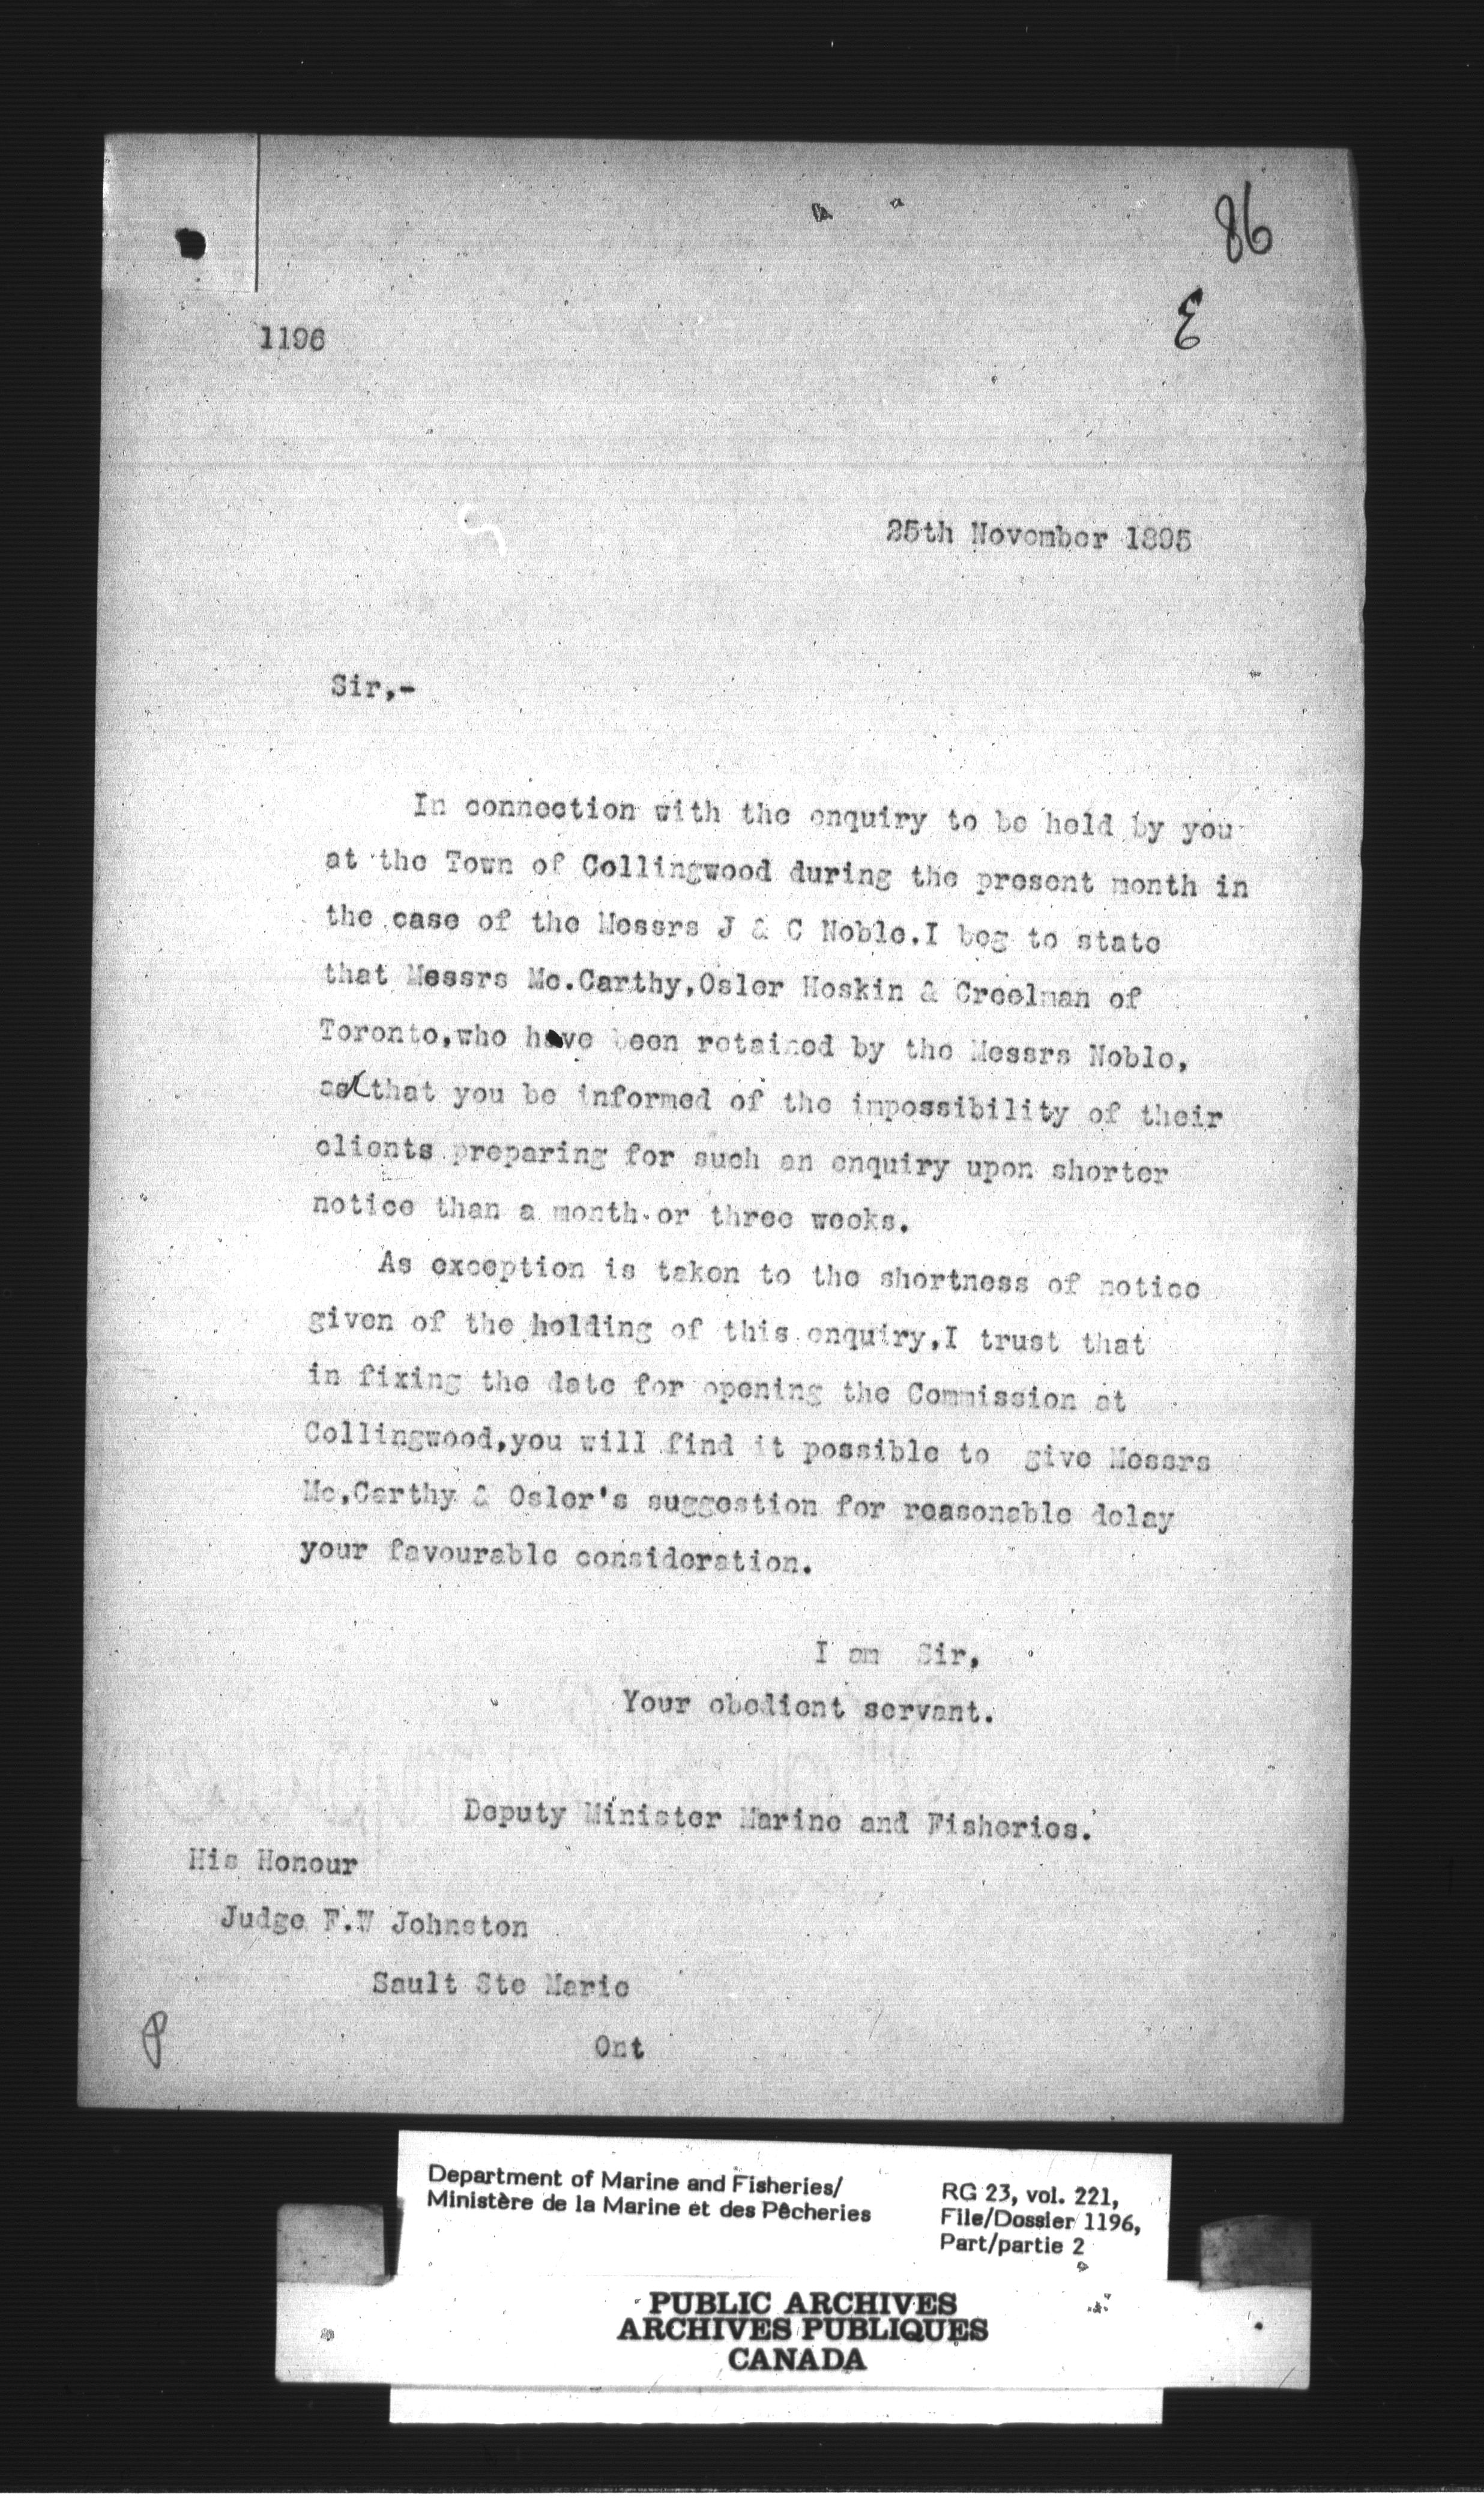 86
E
1196
25th November 1895
Sir,-
In connection with the enquiry to be held by you
at the Town of Collingwood during the present month in
the case of the Messrs J & C Noble.I beg to state
that Messrs Mc.Carthy,Osler Hoskin & Creelman of
Toronto,who have been retained by the Messrs Noble,
ask that you be informed of the impossibility of their
clients preparing for such an enquiry upon shorter
notice than a month or three weeks.
As exception is taken to the shortness of notice
given of the holding of this enquiry,I trust that
in fixing the date for opening the Commission at
Collingwood,you will find it possible to give Messrs
Mc.Carthy & Osler's suggestion for reasonable delay
your favourable consideration.
I am Sir,
Your obedient servant.
Deputy Minister Marine and Fisheries.
His Honour
Judge F.W Johnston
Sault Ste Marie
Ont
P
Department of Marine and Fisheries/
Ministère de la Marine et des Pêcheries
RG 23, vol. 221,
File/Dossier 1196,
Part/partie 2
PUBLIC ARCHIVES
ARCHIVES PUBLIQUES
CANADA